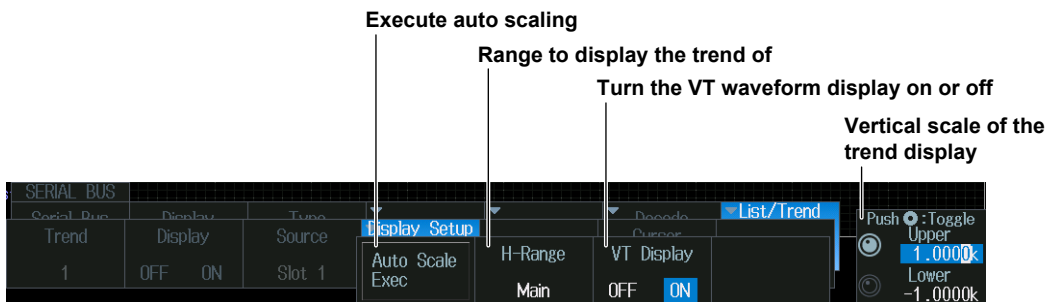 Execute auto scaling
Range to display the trend of
Turn the VT waveform display on or off
Vertical scale of the
trend display
SERIAL BUS
Serial Bus Display Type Decode List/Trend
Trend Display Source Display Setup Cursor Push :Toggle
Upper
1.0000k
Auto Scale H-Range VT Display
Exec
1 OFF ON Slot 1 Main OFF ON
Lower
-1.0000k